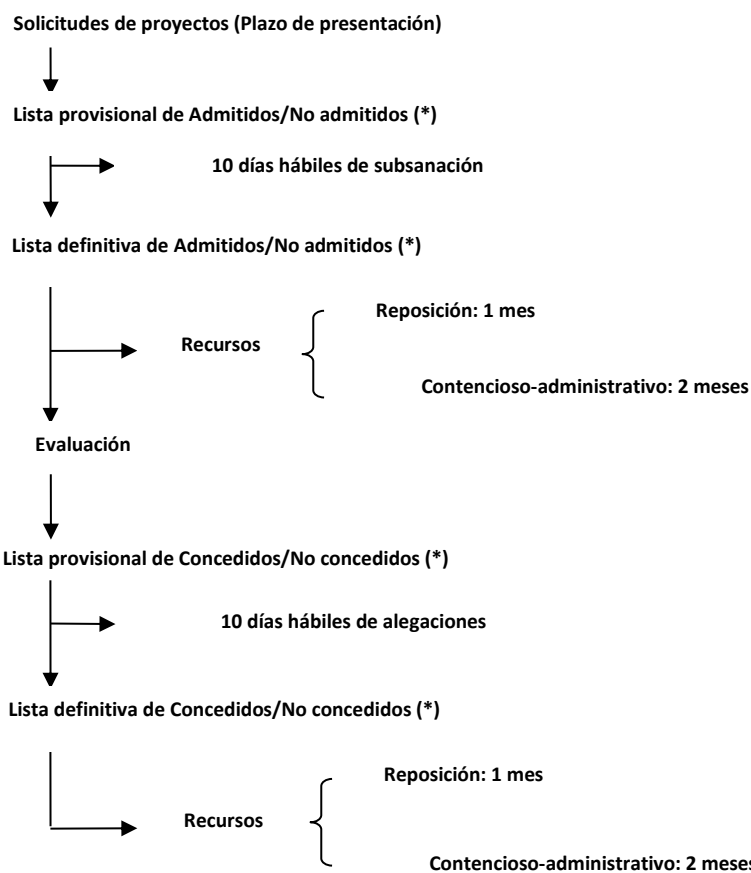 Solicitudes de proyectos (Plazo de presentación)
Lista provisional de Admitidos/No admitidos (*)
10 días hábiles de subsanación
Lista definitiva de Admitidos/No admitidos (*)
Reposición: 1 mes
Recursos
Contencioso-administrativo: 2 meses
Evaluación
Lista provisional de Concedidos/No concedidos (*)
10 días hábiles de alegaciones
Lista definitiva de Concedidos/No concedidos (*)
Reposición: 1 mes
Recursos
Contencioso-administrativo: 2 meses